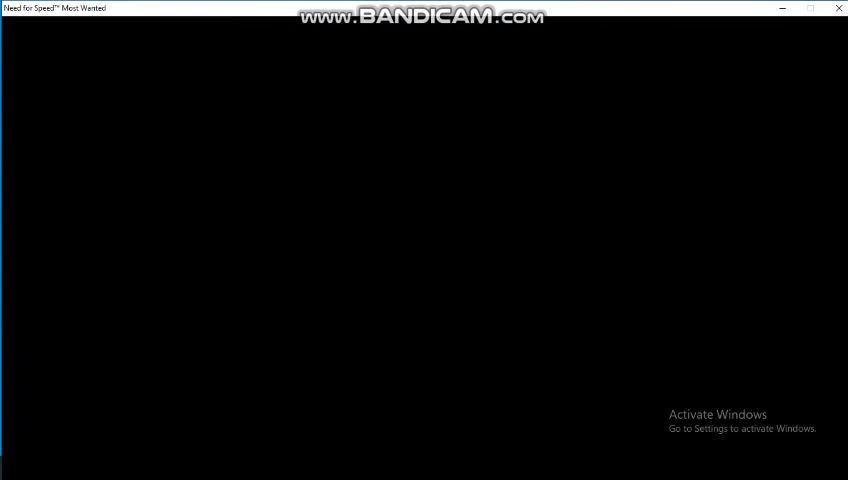 Need for Speed™ Most Wanted
www.BANDICAM.com
Activate Windows
Go to Settings to activate Windows.